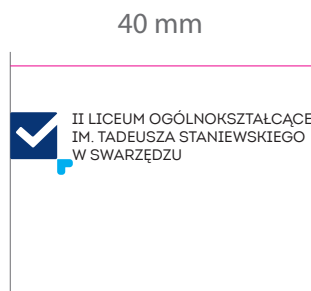 40 mm
II LICEUM OGÓLNOKSZTAŁCĄCE
IM. TADEUSZA STANIEWSKIEGO
W SWARZĘDZU